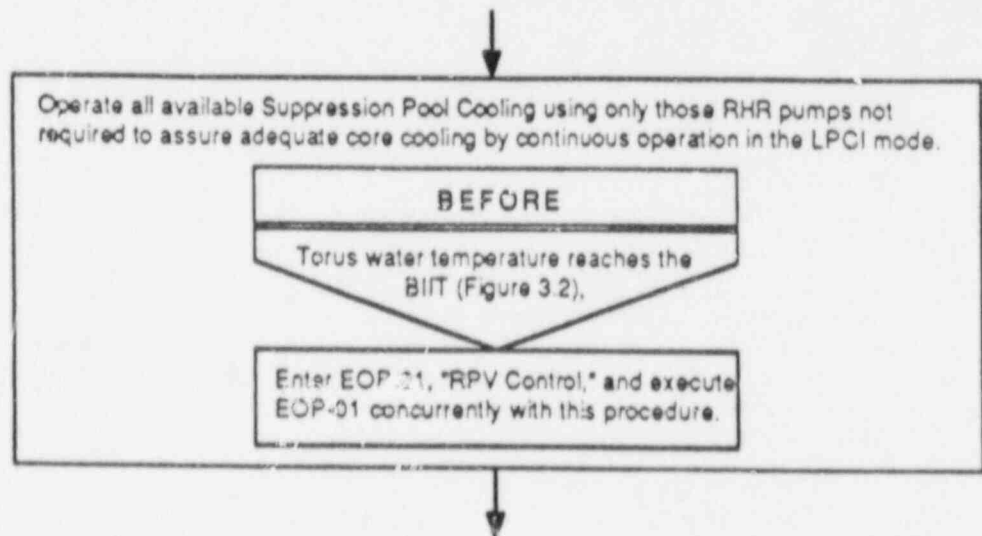 Operate all available Suppression Pool Cooling using only those RHR pumps not
required to assure adequate core cooling by continuous operation in the LPCI mode.
BEFORE
Torus water temperature reaches the
BIIT (Figure 3.2),
Enter EOP-01, "RPV Control," and execute
EOP-01 concurrently with this procedure.